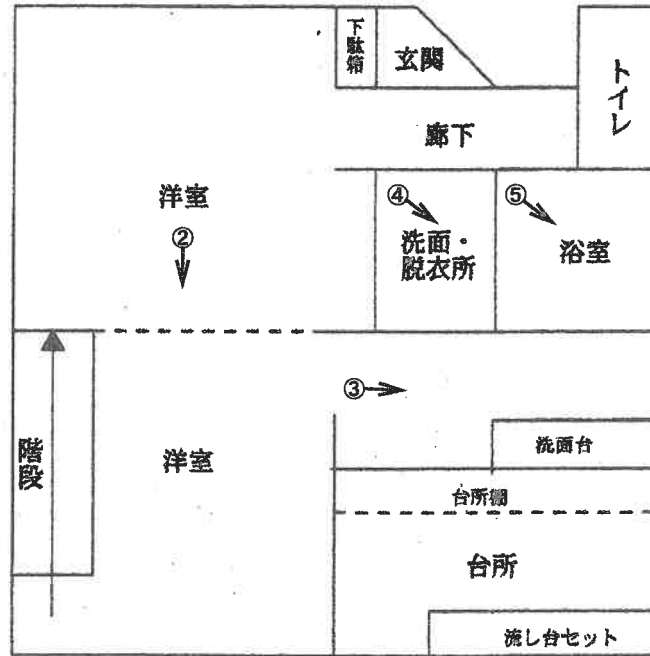 下駄箱
玄関
トイレ
廊下
洋室
②
④
洗面・
脱衣所
⑤
浴室
③
階段
洋室
洗面台
台所棚
台所
流し台セット